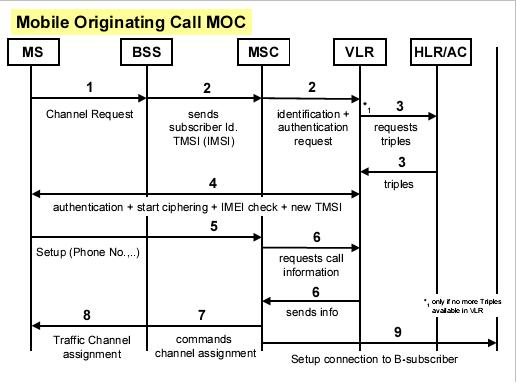 Mobile Originating Call MOC
MS BSS MSC VLR HLR/AC
1 2 2 *1 3
Channel Request sends identification + requests
subscriber Id. authentication triples
TMSI (IMSI) request
3
triples
4
authentication + start ciphering + IMEI check + new TMSI
5
Setup (Phone No.,..)
6
requests call
information
6
sends info
*1 only if no more Triples
available in VLR
8 7 9
Traffic Channel commands
assignment channel assignment
Setup connection to B-subscriber